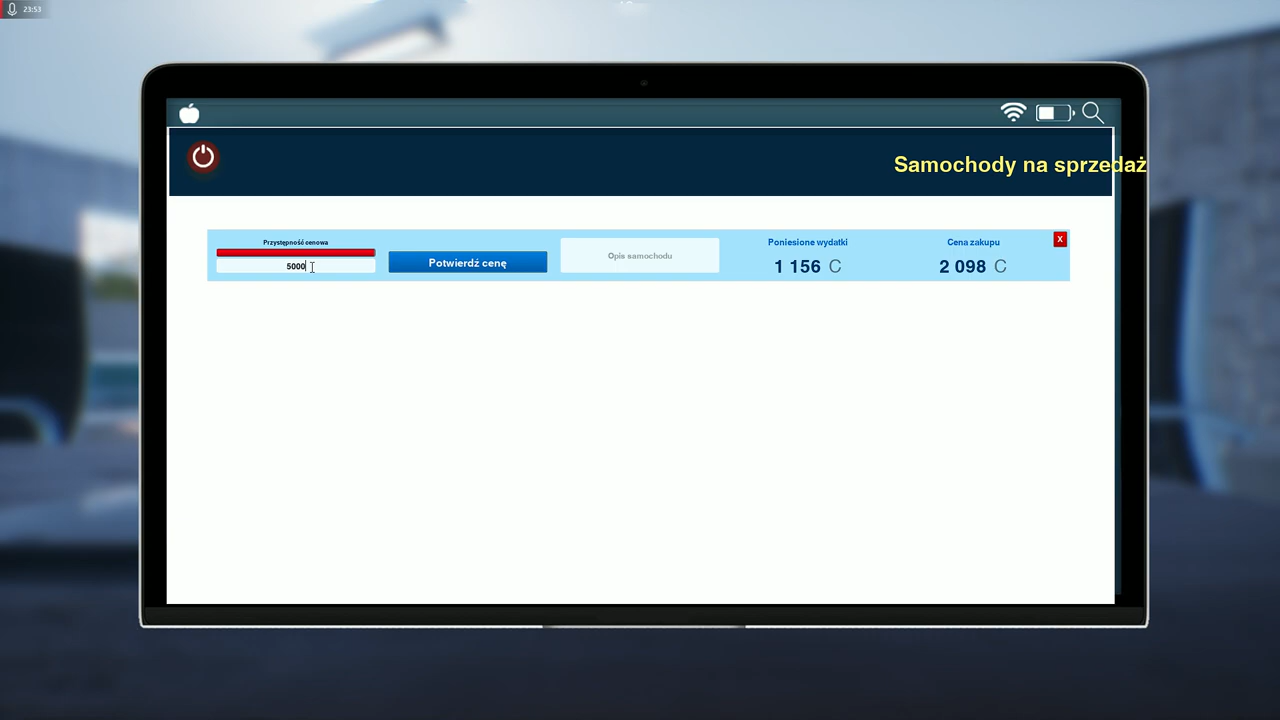 23:53
Samochody na sprzedaż
Przystępność cenowa
5000
Potwierdź cenę
Opis samochodu
Poniesione wydatki
1 156 C
Cena zakupu
2 098 C
X